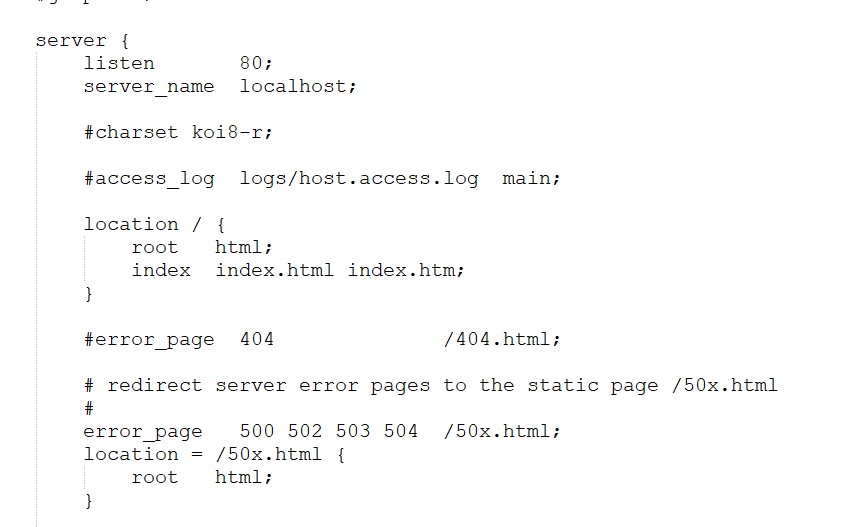 server {
    listen       80;
    server_name  localhost;

    #charset koi8-r;

    #access_log  logs/host.access.log  main;

    location / {
        root   html;
        index  index.html index.htm;
    }

    #error_page  404              /404.html;

    # redirect server error pages to the static page /50x.html
    #
    error_page   500 502 503 504  /50x.html;
    location = /50x.html {
        root   html;
    }